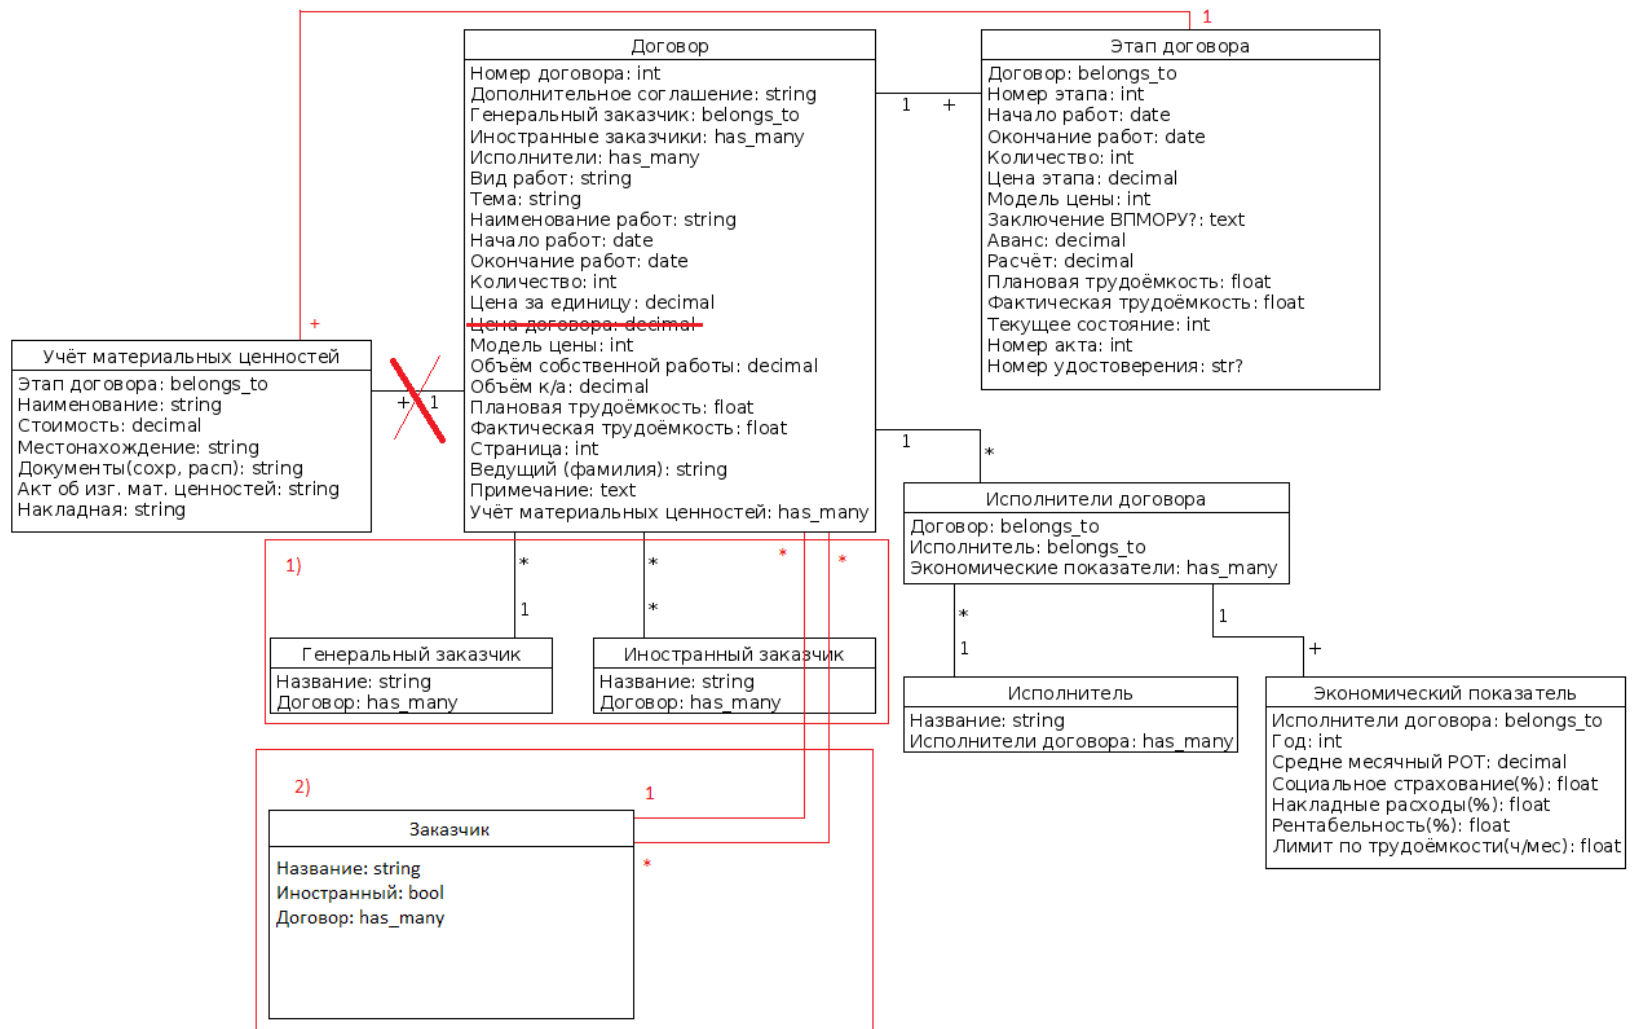 1
Договор
Номер договора: int
Дополнительное соглашение: string
Генеральный заказчик: belongs_to
Иностранные заказчики: has_many
Исполнители: has_many
Вид работ: string
Тема: string
Наименование работ: string
Начало работ: date
Окончание работ: date
Количество: int
Цена за единицу: decimal
Цена договора: decimal
Модель цены: int
Объём собственной работы: decimal
Объём к/а: decimal
Плановая трудоёмкость: float
Фактическая трудоёмкость: float
Страница: int
Ведущий (фамилия): string
Примечание: text
Учёт материальных ценностей: has_many
1 +
Этап договора
Договор: belongs_to
Номер этапа: int
Начало работ: date
Окончание работ: date
Количество: int
Цена этапа: decimal
Модель цены: int
Заключение ВПМОРУ?: text
Аванс: decimal
Расчёт: decimal
Плановая трудоёмкость: float
Фактическая трудоёмкость: float
Текущее состояние: int
Номер акта: int
Номер удостоверения: str?
+
Учёт материальных ценностей
Этап договора: belongs_to
Наименование: string
Стоимость: decimal
Местонахождение: string
Документы(сохр, расп): string
Акт об изг. мат. ценностей: string
Накладная: string
+ 1
1
*
Исполнители договора
Договор: belongs_to
Исполнитель: belongs_to
Экономические показатели: has_many
1)
*
1
*
*
*
*
Генеральный заказчик
Название: string
Договор: has_many
Иностранный заказчик
Название: string
Договор: has_many
*
1
1
+
Исполнитель
Название: string
Исполнители договора: has_many
Экономический показатель
Исполнители договора: belongs_to
Год: int
Средне месячный РОТ: decimal
Социальное страхование(%): float
Накладные расходы(%): float
Рентабельность(%): float
Лимит по трудоёмкости(ч/мес): float
2)
1
*
Заказчик
Название: string
Иностранный: bool
Договор: has_many